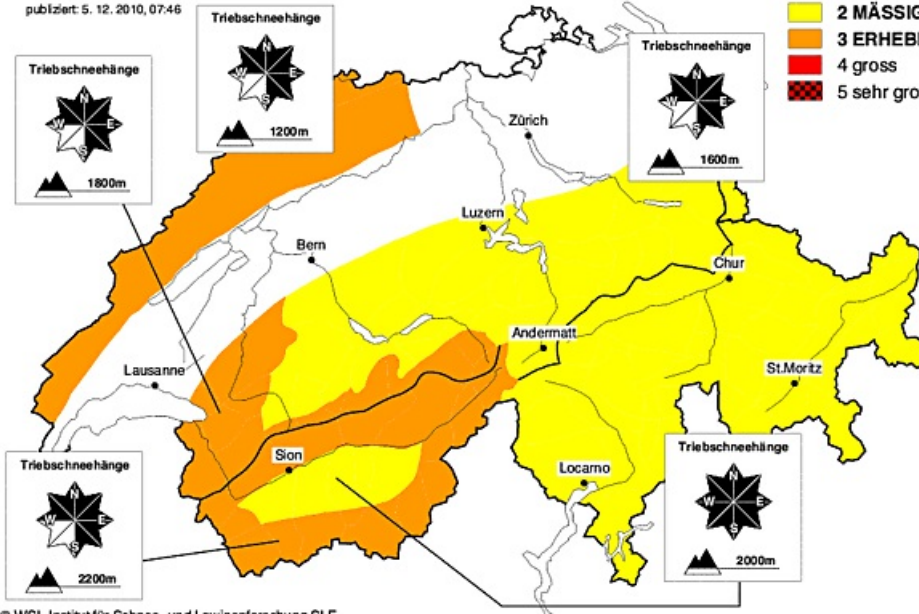 publiziert: 5. 12. 2010, 07:46
2 MÄSSIG
3 ERHEB
4 gross
5 sehr gro
Triebschneehänge
N
W E
S
1200m
Triebschneehänge
N
W E
S
1800m
Triebschneehänge
N
W E
S
1600m
Zürich
Luzern
Bern
Chur
Andermatt
Lausanne
St.Moritz
Sion
Locarno
Triebschneehänge
N
W E
S
2200m
Triebschneehänge
N
W E
S
2000m